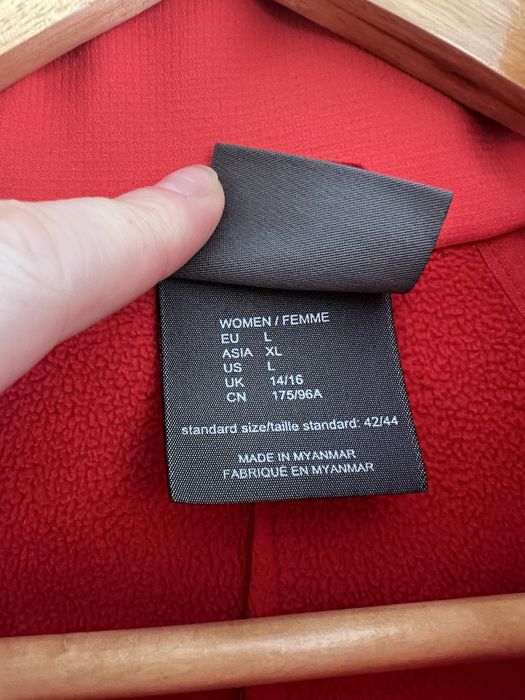 WOMEN / FEMME
EU L
ASIA XL
US L
UK 14/16
CN 175/96A
standard size/taille standard: 42/44
MADE IN MYANMAR
FABRIQUÉ EN MYANMAR